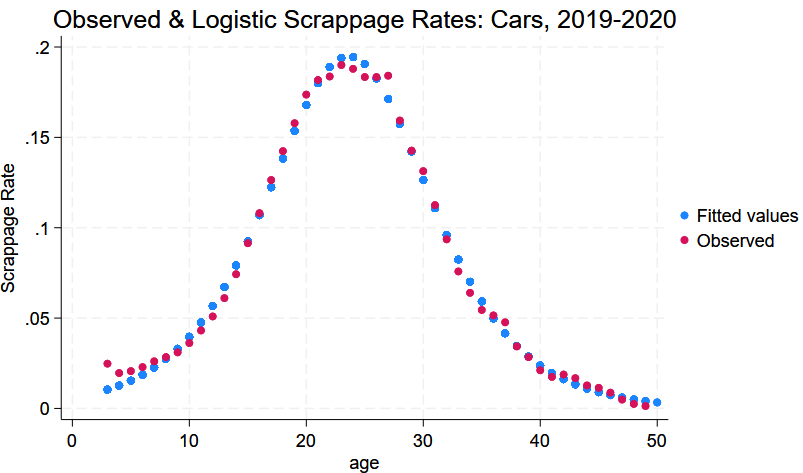 Observed & Logistic Scrappage Rates: Cars, 2019-2020
Scrappage Rate
.2
.15
.1
.05
0
0 10 20 30 40 50
age
Fitted values
Observed